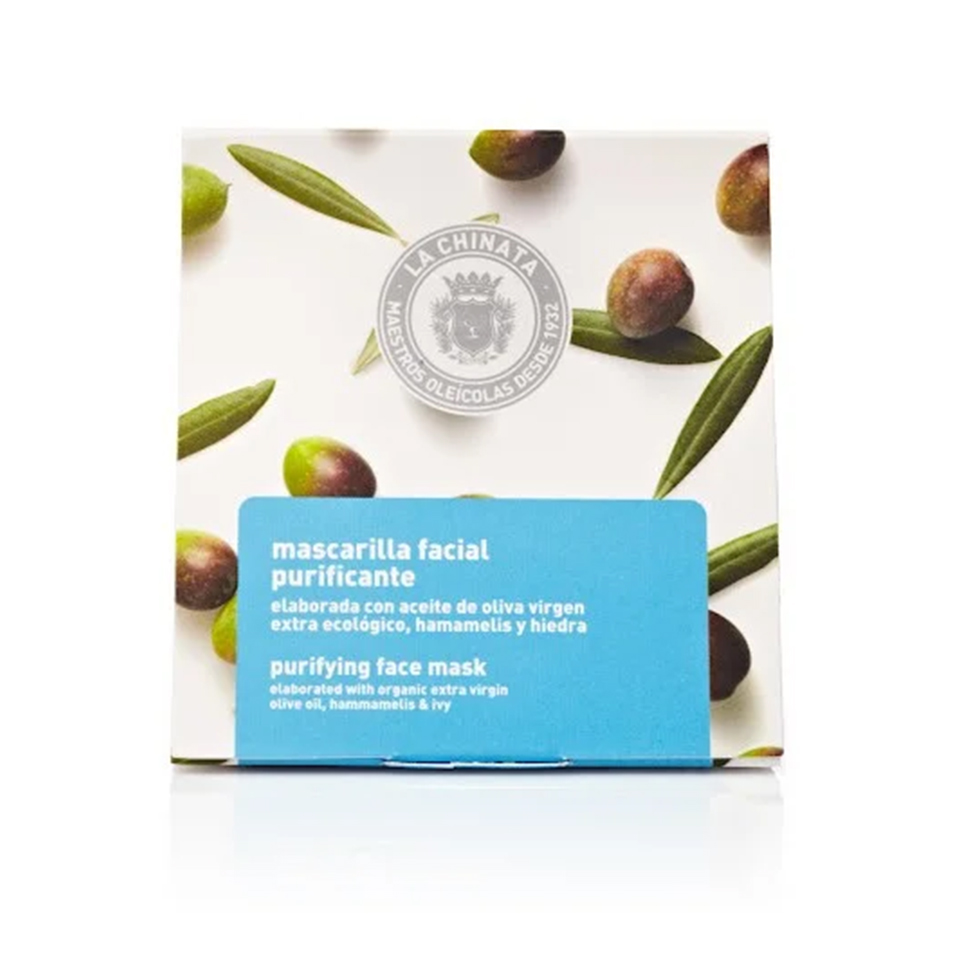 LA CHINATA
MAESTROS OLEÍCOLAS DESDE 1932
mascarilla facial
purificante
elaborada con aceite de oliva virgen
extra ecológico, hamamelis y hiedra
purifying face mask
elaborated with organic extra virgin
olive oil, hammamelis & ivy